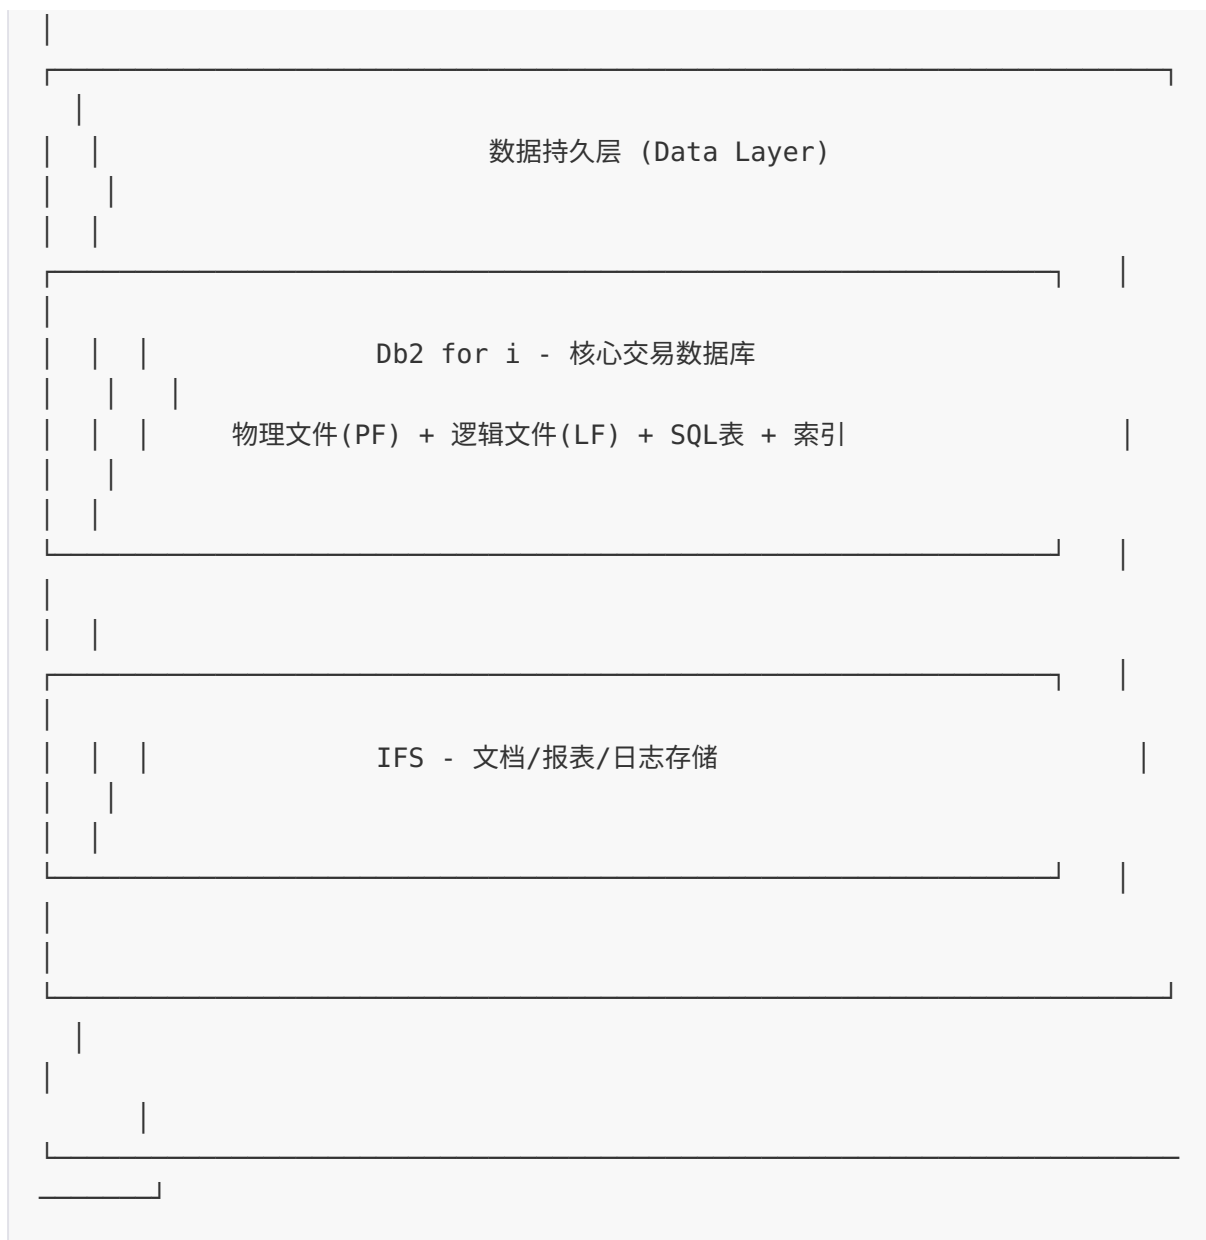 数据持久层 (Data Layer)
Db2 for i - 核心交易数据库
物理文件(PF) + 逻辑文件(LF) + SQL表 + 索引
IFS - 文档/报表/日志存储